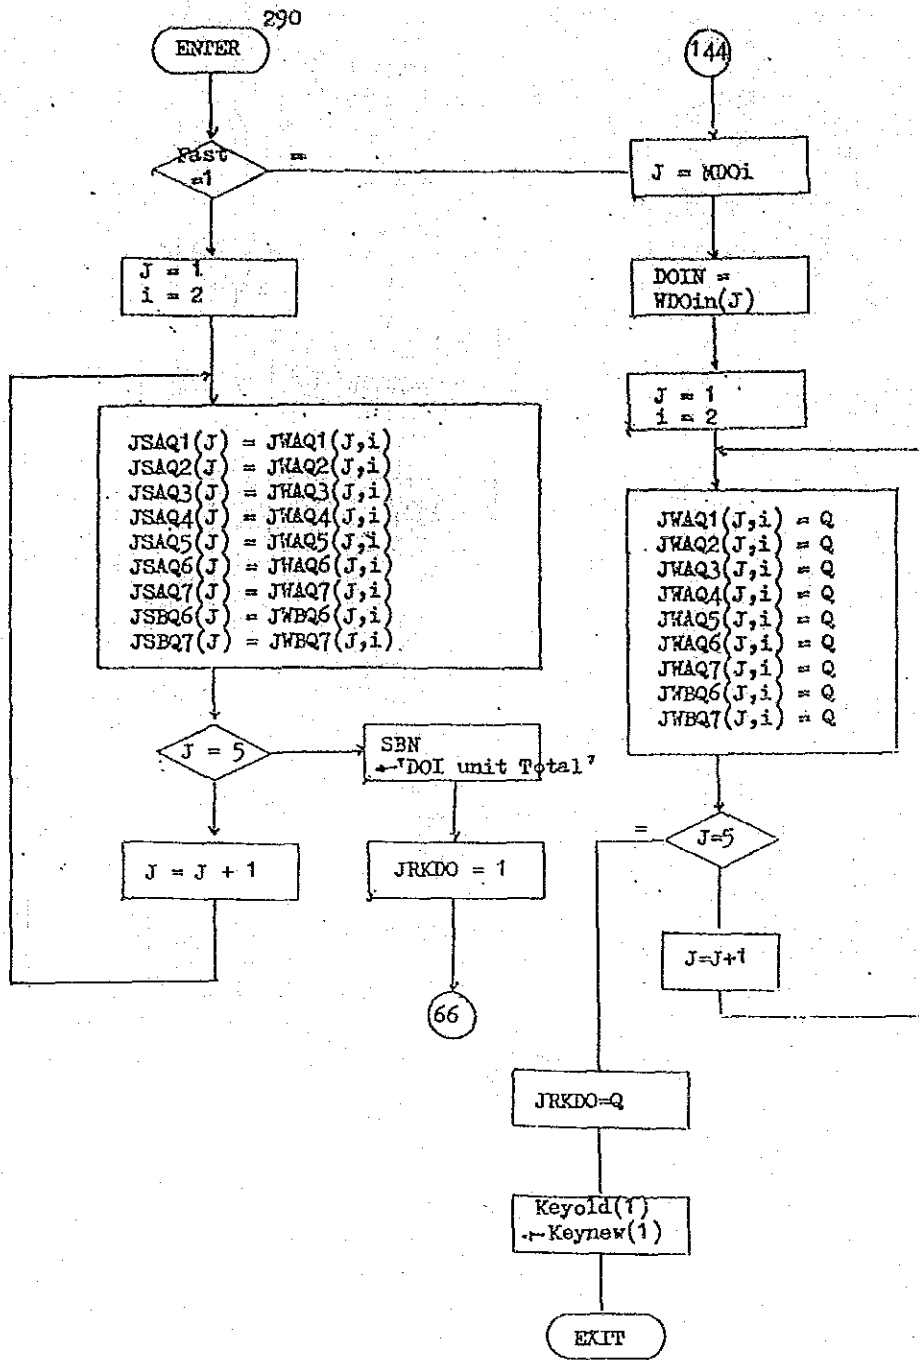 290
ENTER
Fast
=1
=
J = 1
i = 2
JSAQ1(J) = JWAQ1(J,i)
JSAQ2(J) = JWAQ2(J,i)
JSAQ3(J) = JWAQ3(J,i)
JSAQ4(J) = JWAQ4(J,i)
JSAQ5(J) = JWAQ5(J,i)
JSAQ6(J) = JWAQ6(J,i)
JSAQ7(J) = JWAQ7(J,i)
JSBQ6(J) = JWBQ6(J,i)
JSBQ7(J) = JWBQ7(J,i)
J = 5
J = J + 1
SBN
←'DOI unit Total'
JRKDO = 1
66
144
J = MDOi
DOIN =
WDOin(J)
J = 1
i = 2
JWAQ1(J,i) = Q
JWAQ2(J,i) = Q
JWAQ3(J,i) = Q
JWAQ4(J,i) = Q
JWAQ5(J,i) = Q
JWAQ6(J,i) = Q
JWAQ7(J,i) = Q
JWBQ6(J,i) = Q
JWBQ7(J,i) = Q
=
J=5
J=J+1
JRKDO=Q
Keyold(1)
←Keynew(1)
EXIT